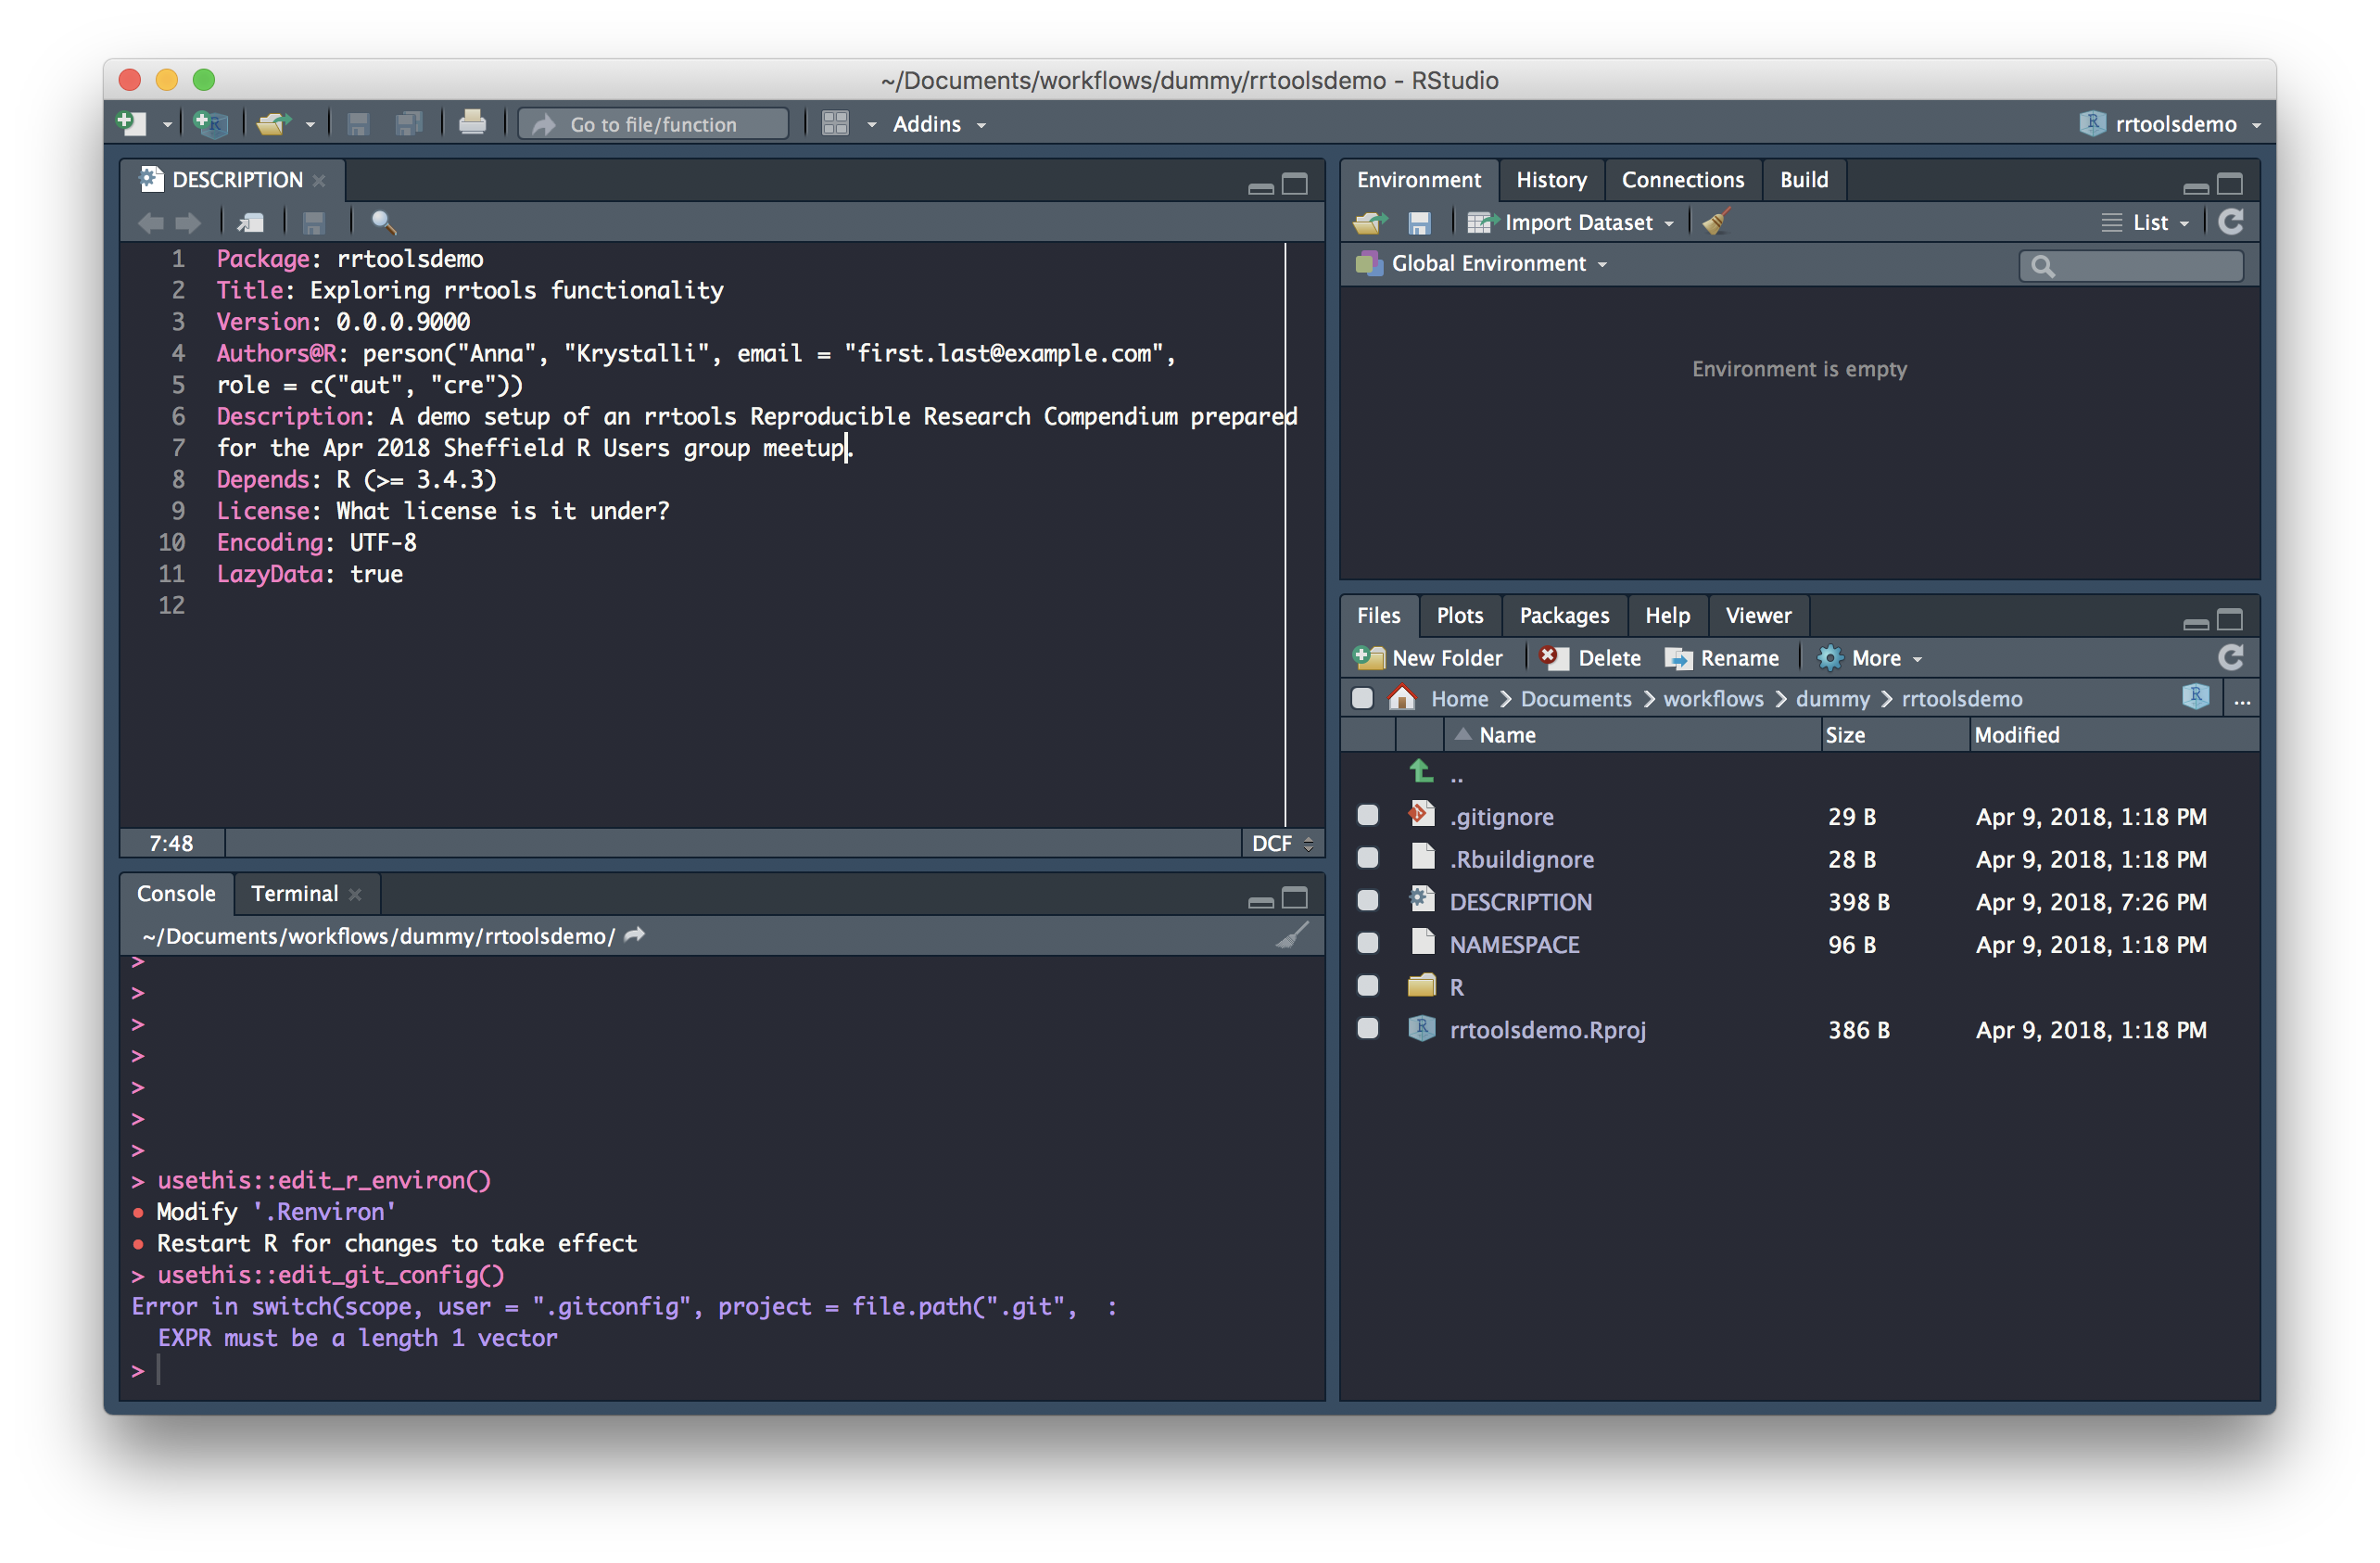 ~/Documents/workflows/dummy/rrtoolsdemo - RStudio
Go to file/function
Addins
rrtoolsdemo
DESCRIPTION
1 Package: rrtoolsdemo
2 Title: Exploring rrtools functionality
3 Version: 0.0.0.9000
4 Authors@R: person("Anna", "Krystalli", email = "first.last@example.com",
5 role = c("aut", "cre"))
6 Description: A demo setup of an rrtools Reproducible Research Compendium prepared
7 for the Apr 2018 Sheffield R Users group meetup.
8 Depends: R (>= 3.4.3)
9 License: What license is it under?
10 Encoding: UTF-8
11 LazyData: true
12
7:48 DCF
Console Terminal
~/Documents/workflows/dummy/rrtoolsdemo/
>
>
>
>
>
>
>
> usethis::edit_r_environ()
• Modify '.Renviron'
• Restart R for changes to take effect
> usethis::edit_git_config()
Error in switch(scope, user = ".gitconfig", project = file.path(".git",  :
  EXPR must be a length 1 vector
>
Environment History Connections Build
Import Dataset List
Global Environment
Environment is empty
Files Plots Packages Help Viewer
New Folder Delete Rename More
Home Documents workflows dummy rrtoolsdemo R ...
Name Size Modified
..
.gitignore 29 B Apr 9, 2018, 1:18 PM
.Rbuildignore 28 B Apr 9, 2018, 1:18 PM
DESCRIPTION 398 B Apr 9, 2018, 7:26 PM
NAMESPACE 96 B Apr 9, 2018, 1:18 PM
R
rrtoolsdemo.Rproj 386 B Apr 9, 2018, 1:18 PM